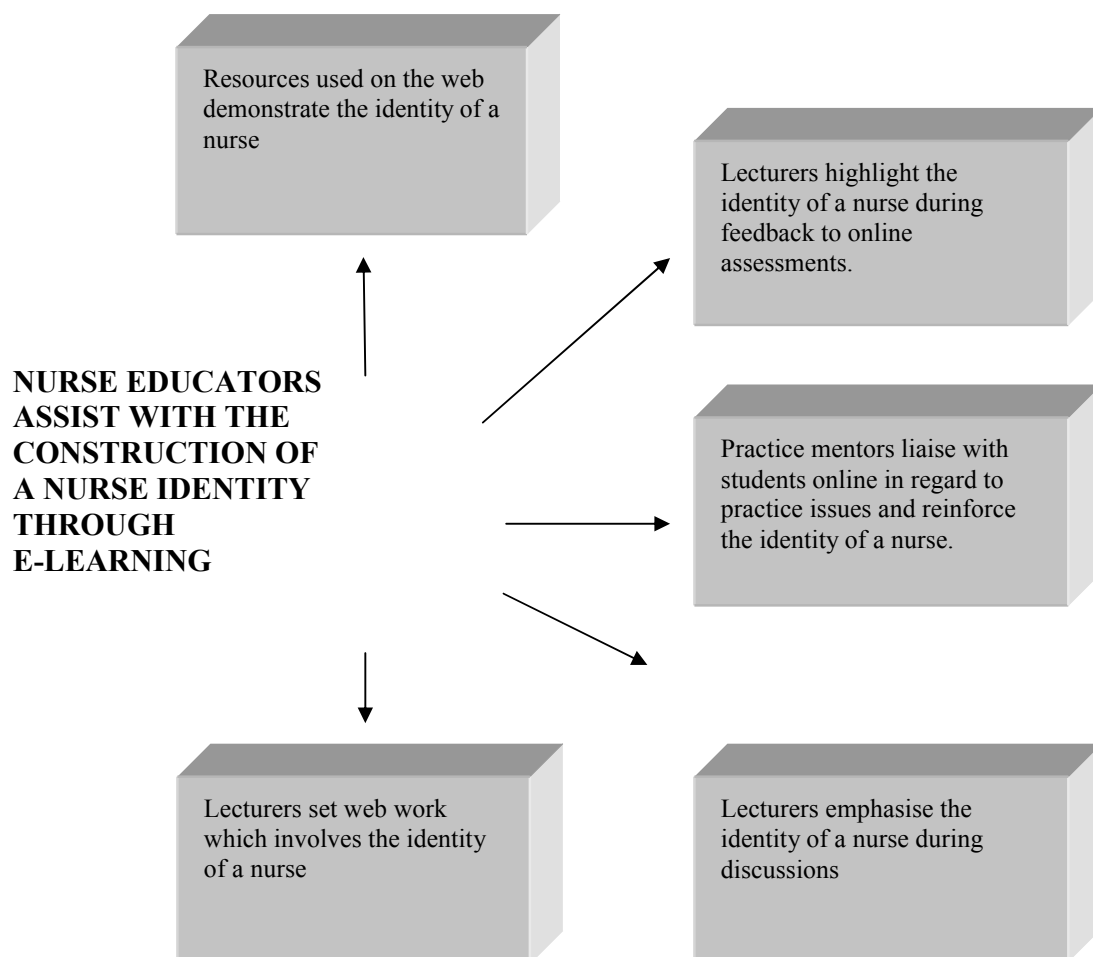 Resources used on the web
demonstrate the identity of a
nurse
Lecturers highlight the
identity of a nurse during
feedback to online
assessments.
NURSE EDUCATORS
ASSIST WITH THE
CONSTRUCTION OF
A NURSE IDENTITY
THROUGH
E-LEARNING
Practice mentors liaise with
students online in regard to
practice issues and reinforce
the identity of a nurse.
Lecturers set web work
which involves the identity
of a nurse
Lecturers emphasise the
identity of a nurse during
discussions